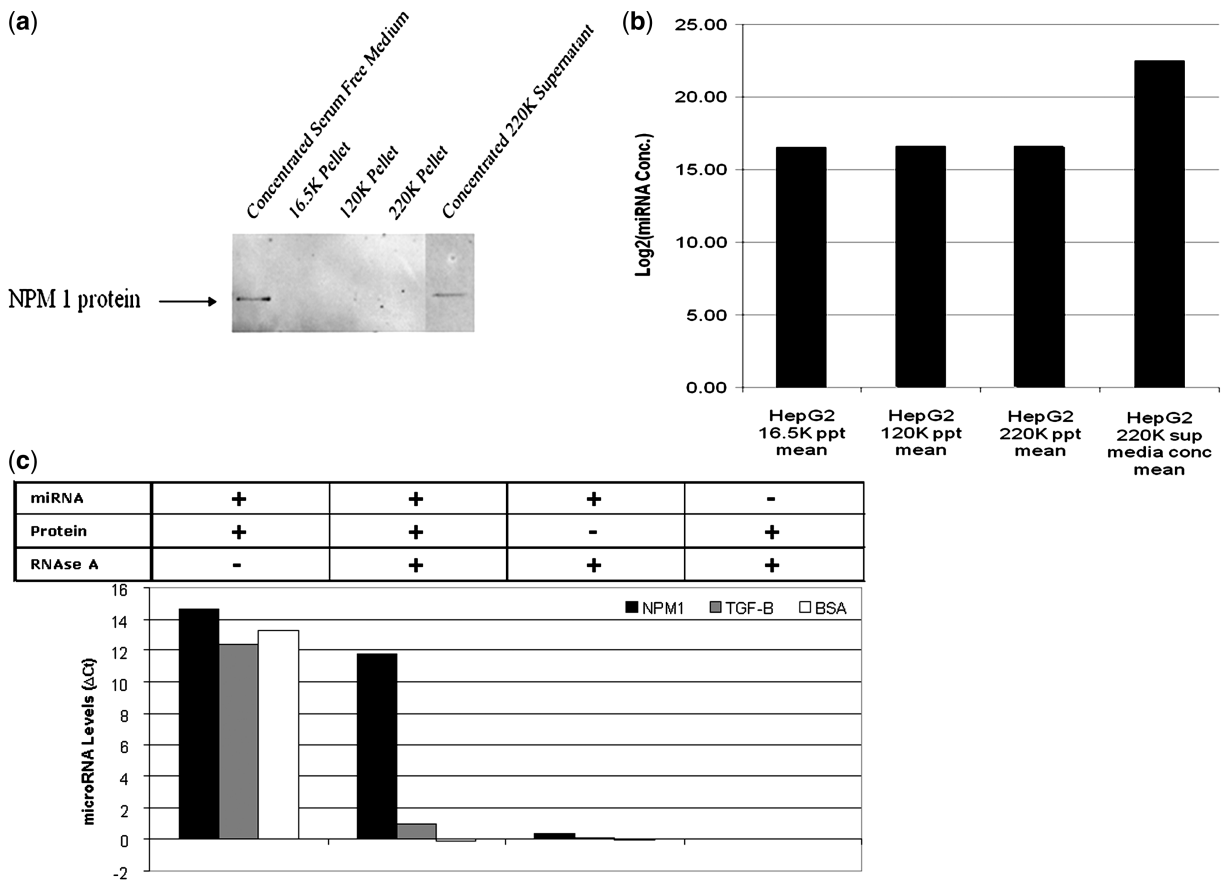 (a)
Concentrated Serum Free Medium
16.5K Pellet
120K Pellet
220K Pellet
Concentrated 220K Supernatant
NPM 1 protein
(b)
25.00
20.00
15.00
10.00
5.00
0.00
Log2(miRNA Conc.)
HepG2
16.5K ppt
mean
HepG2
120K ppt
mean
HepG2
220K ppt
mean
HepG2
220K sup
media conc
mean
(c)
miRNA + + + -
Protein + + - +
RNAse A - + + +
16
14
12
10
8
6
4
2
0
-2
microRNA Levels (ΔCt)
NPM1 TGF-B BSA